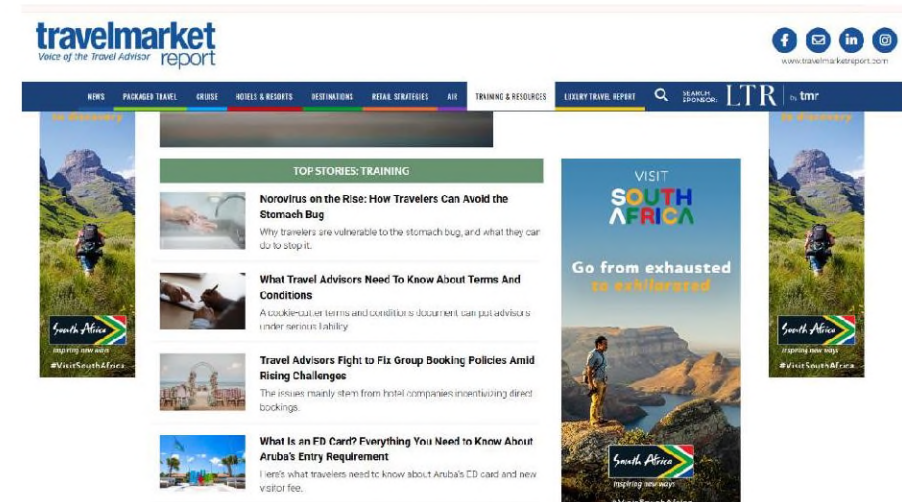 travelmarket
Voice of the Travel Advisor report
www.travelmarketreport.com
NEWS PACKAGED TRAVEL CRUISE HOTELS & RESORTS DESTINATIONS RETAIL STRATEGIES AIR TRAINING & RESOURCES LUXURY TRAVEL REPORT SEARCH SPONSOR: LTR by tmr
to discovery
to discovery
TOP STORIES: TRAINING
Norovirus on the Rise: How Travelers Can Avoid the
Stomach Bug
Why travelers are vulnerable to the stomach bug, and what they can
do to stop it.
What Travel Advisors Need To Know About Terms And
Conditions
A cookie-cutter terms and conditions document can put advisors
under serious liability
Travel Advisors Fight to Fix Group Booking Policies Amid
Rising Challenges
The issues mainly stem from hotel companies incentivizing direct
bookings.
What Is an ED Card? Everything You Need to Know About
Aruba's Entry Requirement
Here's what travelers need to know about Aruba's ED card and new
visitor fee.
VISIT
SOUTH
AFRICA
Go from exhausted
to exhilarated
South Africa
Inspiring new ways
#VisitSouthAfrica
South Africa
Inspiring new ways
#VisitSouthAfrica
South Africa
Inspiring new ways
#VisitSouthAfrica